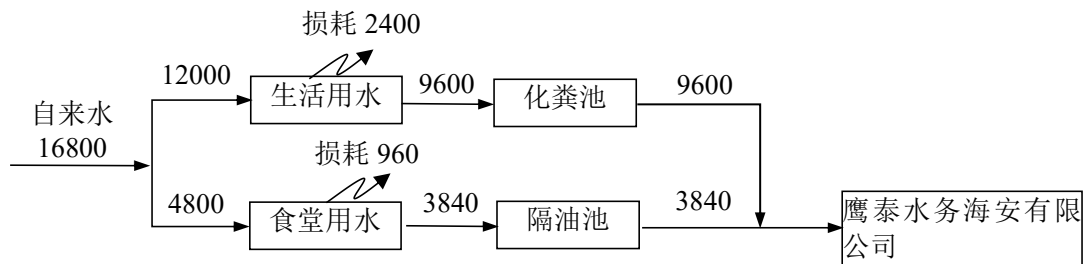 损耗 2400
12000
生活用水
9600
化粪池
9600
自来水
16800
损耗 960
4800
食堂用水
3840
隔油池
3840
鹰泰水务海安有限
公司